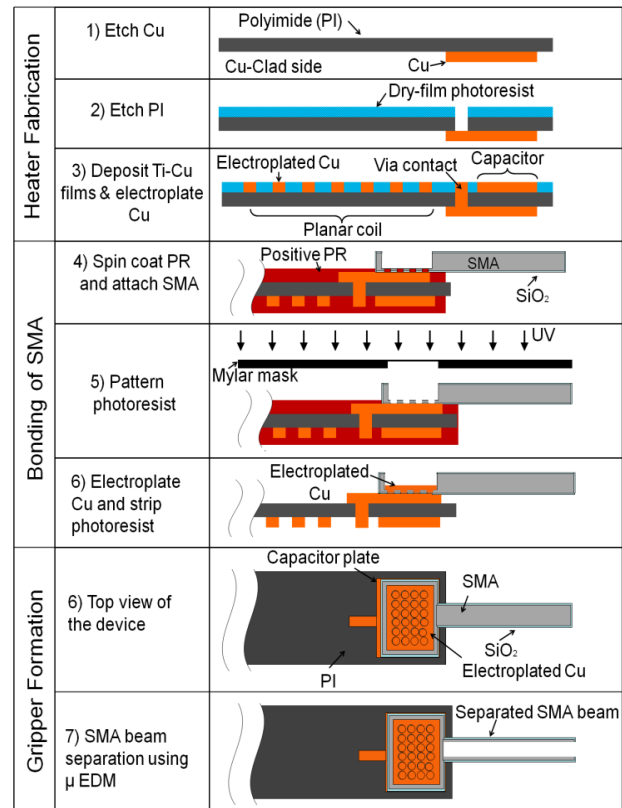 Heater Fabrication
1) Etch Cu
Polyimide (PI)
Cu-Clad side
Cu
2) Etch PI
Dry-film photoresist
3) Deposit Ti-Cu
films & electroplate
Cu
Electroplated Cu
Via contact
Capacitor
Planar coil
Bonding of SMA
4) Spin coat PR
and attach SMA
Positive PR
SMA
SiO₂
5) Pattern
photoresist
UV
Mylar mask
6) Electroplate
Cu and strip
photoresist
Electroplated
Cu
Gripper Formation
6) Top view of
the device
Capacitor plate
SMA
SiO₂
Electroplated Cu
PI
7) SMA beam
separation using
µ EDM
Separated SMA beam